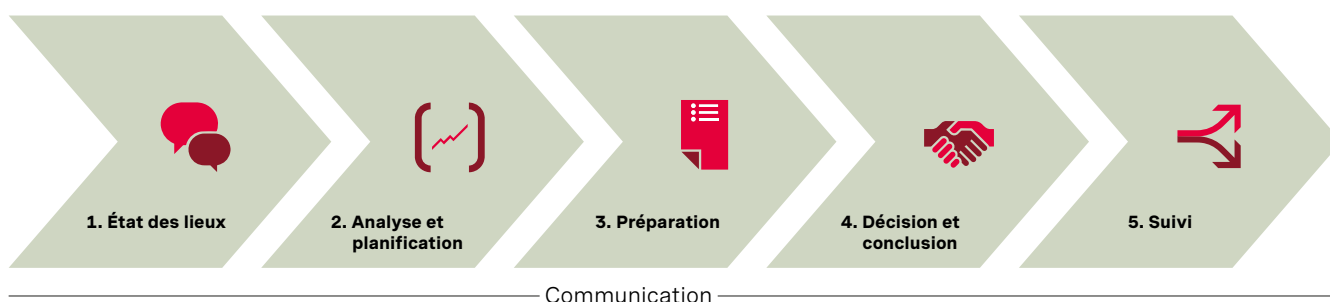 1. État des lieux
2. Analyse et
planification
3. Préparation
4. Décision et
conclusion
5. Suivi
Communication